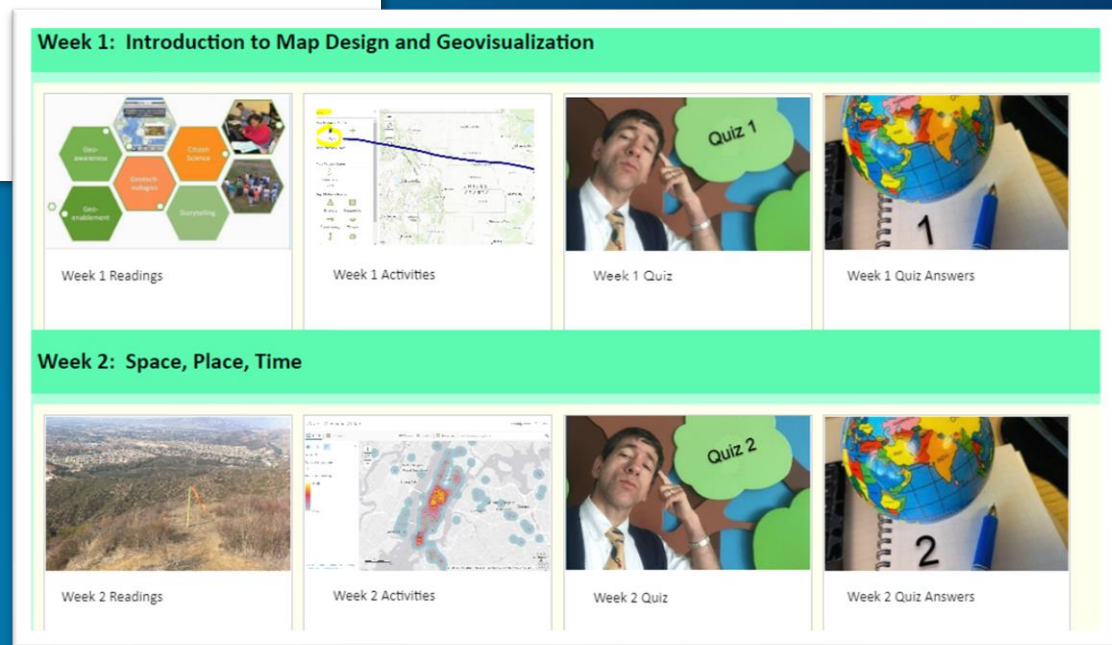 Week 1: Introduction to Map Design and Geovisualization
Geo-
awareness
Citizen
Science
Geotech-
nologies
Geo-
enablement
Storytelling
Quiz 1
1
Week 1 Readings
Week 1 Activities
Week 1 Quiz
Week 1 Quiz Answers
Week 2: Space, Place, Time
Quiz 2
2
Week 2 Readings
Week 2 Activities
Week 2 Quiz
Week 2 Quiz Answers